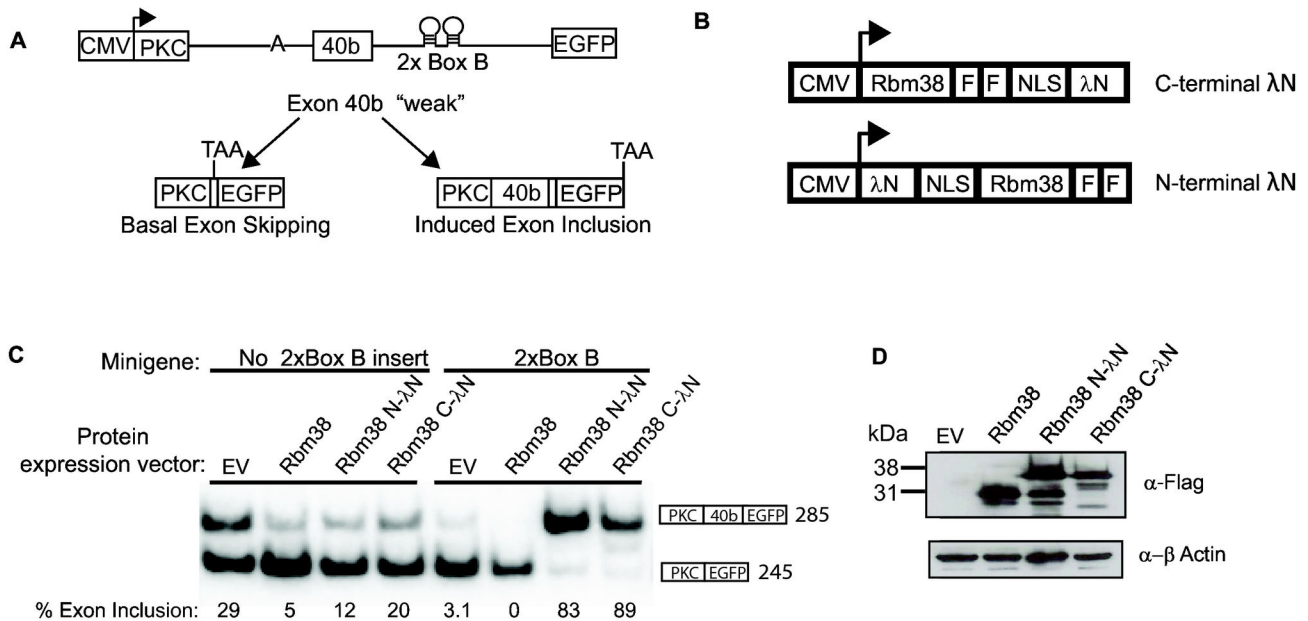 A
CMV PKC A 40b EGFP
2x Box B
Exon 40b “weak”
TAA
PKC EGFP
Basal Exon Skipping
TAA
PKC 40b EGFP
Induced Exon Inclusion
B
CMV Rbm38 F F NLS λN
C-terminal λN
CMV λN NLS Rbm38 F F
N-terminal λN
C
Minigene: No 2xBox B insert 2xBox B
Protein
expression vector: EV Rbm38 Rbm38 N-λN Rbm38 C-λN EV Rbm38 Rbm38 N-λN Rbm38 C-λN
PKC 40b EGFP 285
PKC EGFP 245
% Exon Inclusion: 29 5 12 20 3.1 0 83 89
D
kDa EV Rbm38 Rbm38 N-λN Rbm38 C-λN
38
31
α-Flag
α-β Actin